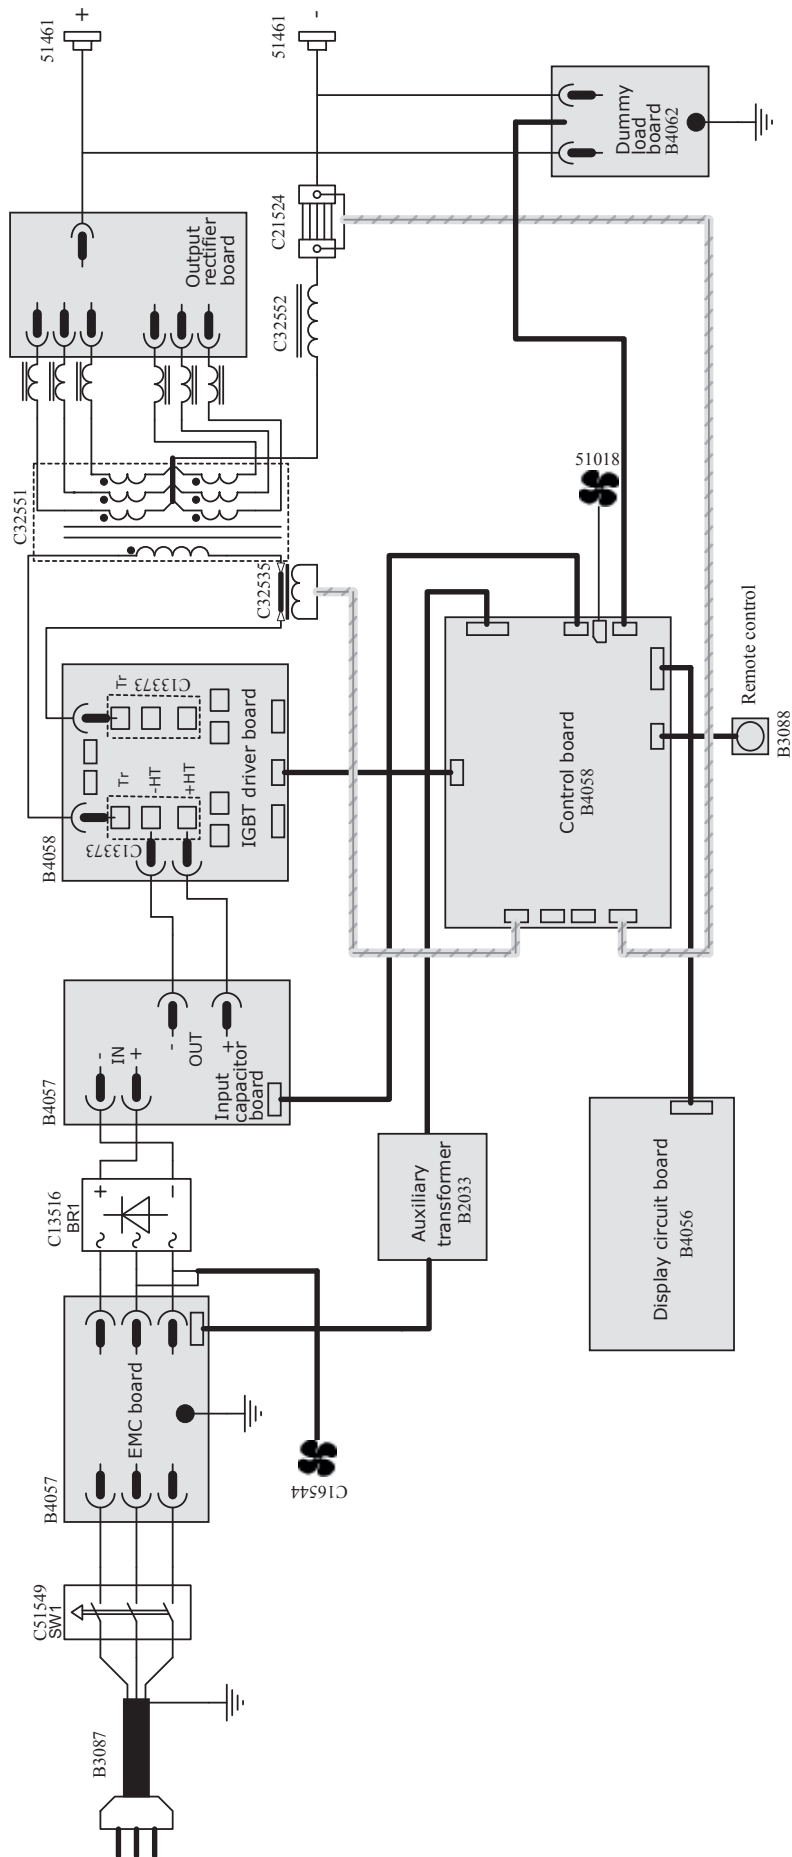 +
51461
-
51461
Dummy
load
board
B4062
C21524
Output
rectifier
board
C32552
C32551
51018
C32535
Remote control
B3088
Tr
C13373
Tr
-HT
+HT
C13373
IGBT driver board
B4058
Control board
B4058
B4057
-
IN
+
-
OUT
+
Input
capacitor
board
C13516
BR1
+
-
Auxiliary
transformer
B2033
Display circuit board
B4056
EMC board
B4057
C16544
C51549
SW1
B3087